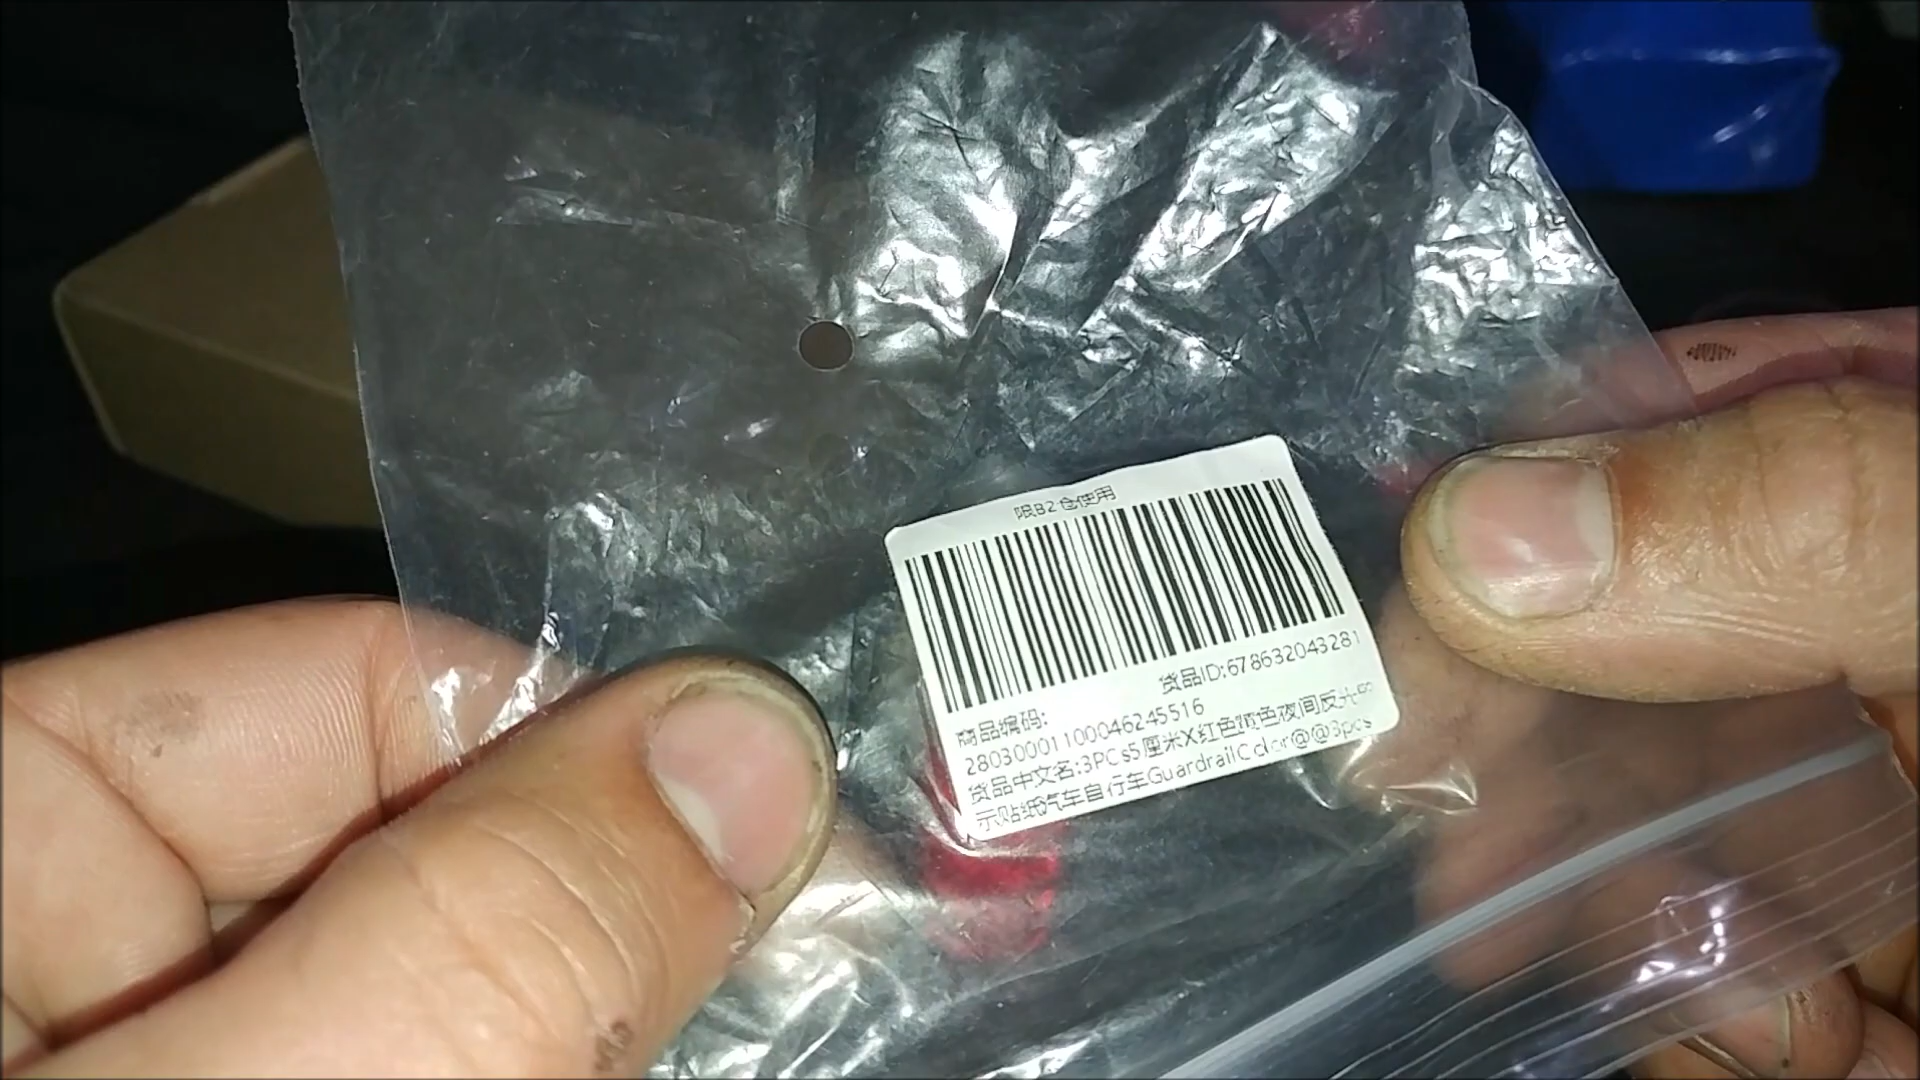 限B2仓使用
货品ID:678632043281
商品编码:
28030001100046245516
货品中文名:3PCs5厘米X红色 色夜间反光
示贴纸汽车自行车GuardrailColor@@3pcs